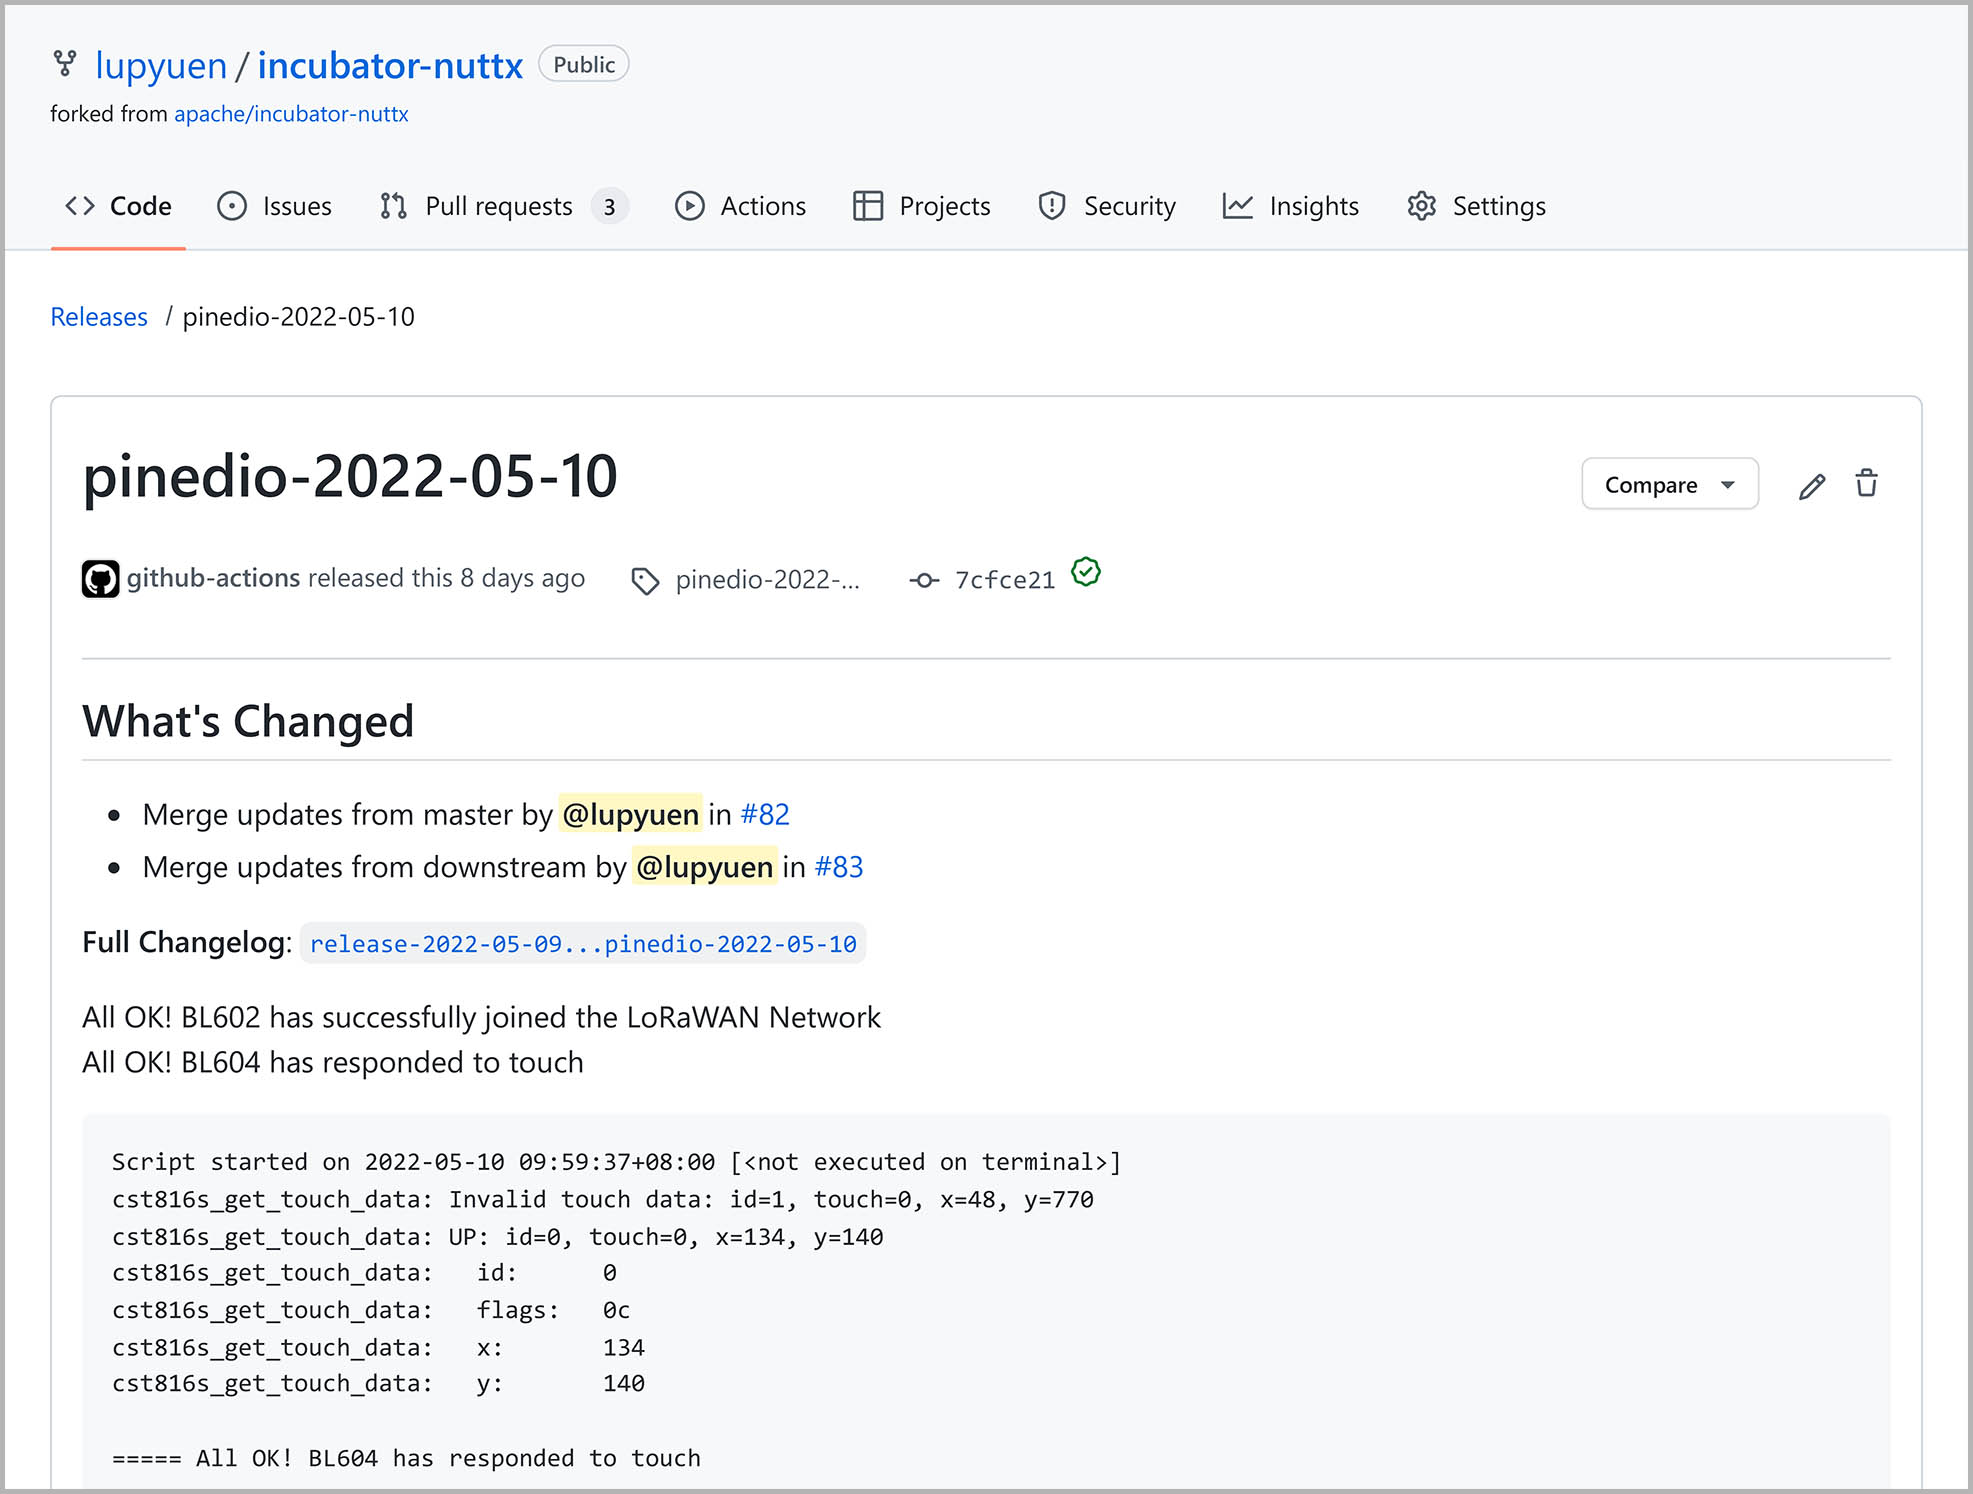 lupyuen / incubator-nuttx Public
forked from apache/incubator-nuttx
Code Issues Pull requests 3 Actions Projects Security Insights Settings
Releases / pinedio-2022-05-10
pinedio-2022-05-10
Compare
github-actions released this 8 days ago pinedio-2022-... 7cfce21
What's Changed
• Merge updates from master by @lupyuen in #82
• Merge updates from downstream by @lupyuen in #83
Full Changelog: release-2022-05-09...pinedio-2022-05-10
All OK! BL602 has successfully joined the LoRaWAN Network
All OK! BL604 has responded to touch
Script started on 2022-05-10 09:59:37+08:00 [<not executed on terminal>]
cst816s_get_touch_data: Invalid touch data: id=1, touch=0, x=48, y=770
cst816s_get_touch_data: UP: id=0, touch=0, x=134, y=140
cst816s_get_touch_data:   id:      0
cst816s_get_touch_data:   flags:   0c
cst816s_get_touch_data:   x:       134
cst816s_get_touch_data:   y:       140
===== All OK! BL604 has responded to touch